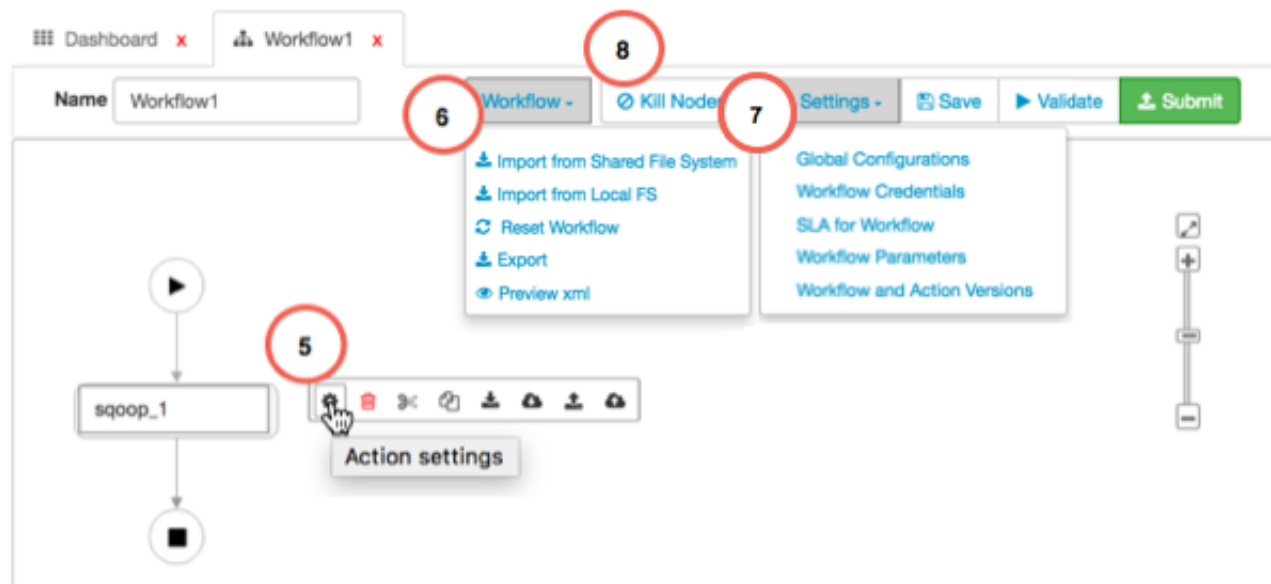 Dashboard x Workflow1 x
8
Name Workflow1 6 Workflow Kill Nodes 7 Settings Save Validate Submit
Import from Shared File System
Import from Local FS
Reset Workflow
Export
Preview xml
Global Configurations
Workflow Credentials
SLA for Workflow
Workflow Parameters
Workflow and Action Versions
5
sqoop_1
Action settings